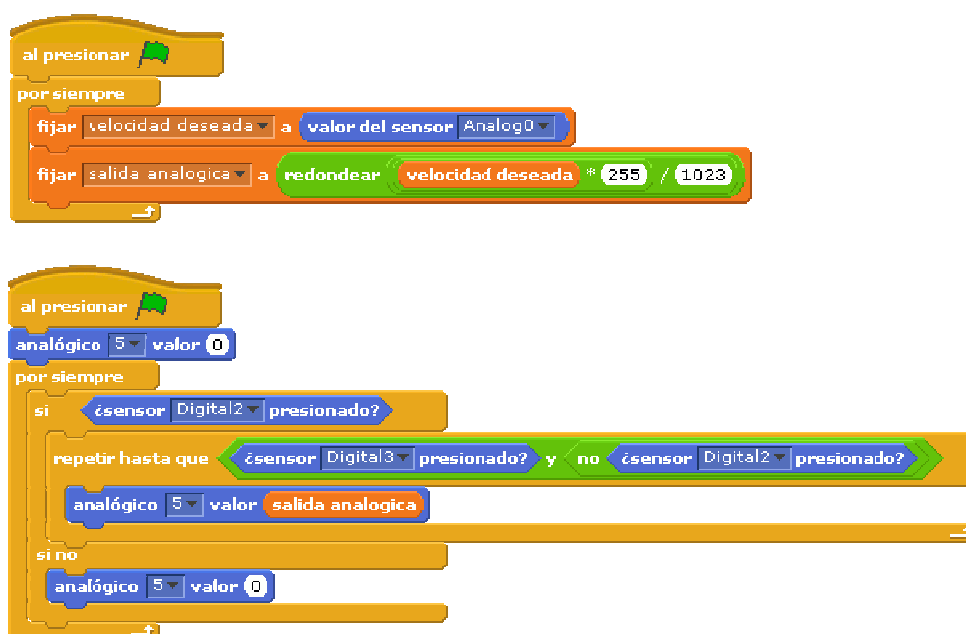 al presionar
por siempre
fijar velocidad deseada a valor del sensor Analog0
fijar salida analogica a redondear velocidad deseada * 255 / 1023
al presionar
analógico 5 valor 0
por siempre
si ¿sensor Digital2 presionado?
repetir hasta que ¿sensor Digital3 presionado? y no ¿sensor Digital2 presionado?
analógico 5 valor salida analogica
si no
analógico 5 valor 0